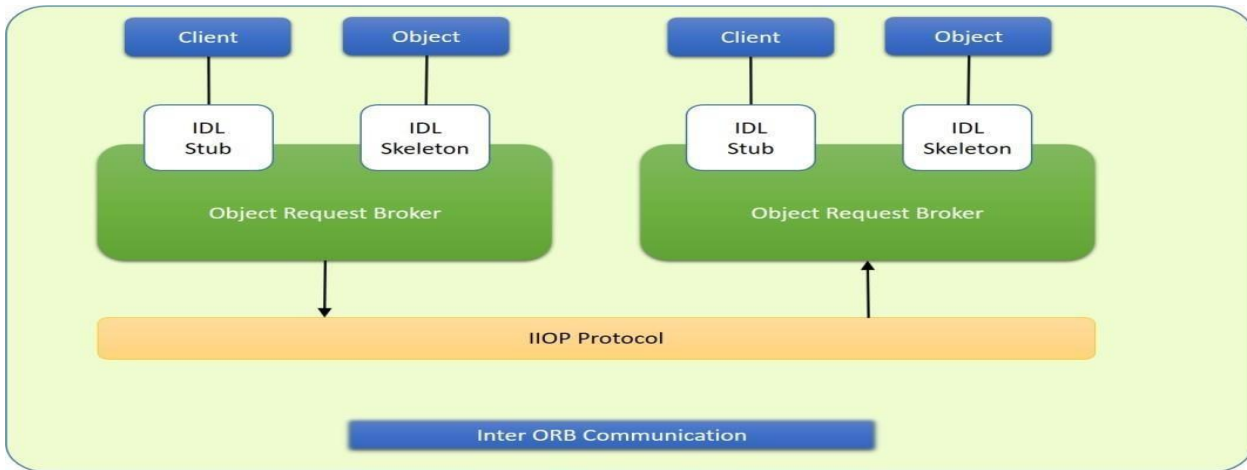 Client
Object
Client
Object
IDL
Stub
IDL
Skeleton
IDL
Stub
IDL
Skeleton
Object Request Broker
Object Request Broker
IIOP Protocol
Inter ORB Communication